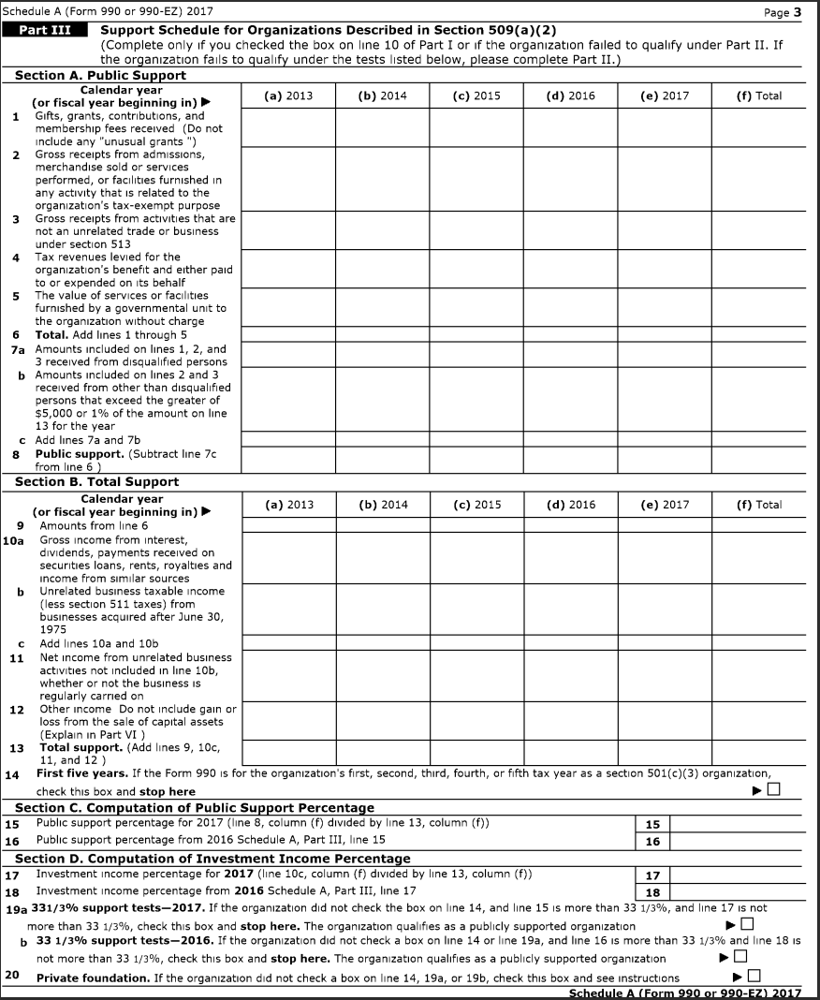 Schedule A (Form 990 or 990-EZ) 2017 Page 3
Part III Support Schedule for Organizations Described in Section 509(a)(2)
(Complete only if you checked the box on line 10 of Part I or if the organization failed to qualify under Part II. If
the organization fails to qualify under the tests listed below, please complete Part II.)
Section A. Public Support
Calendar year
(or fiscal year beginning in) ▶ (a) 2013 (b) 2014 (c) 2015 (d) 2016 (e) 2017 (f) Total
1 Gifts, grants, contributions, and
membership fees received (Do not
include any "unusual grants ")
2 Gross receipts from admissions,
merchandise sold or services
performed, or facilities furnished in
any activity that is related to the
organization's tax-exempt purpose
3 Gross receipts from activities that are
not an unrelated trade or business
under section 513
4 Tax revenues levied for the
organization's benefit and either paid
to or expended on its behalf
5 The value of services or facilities
furnished by a governmental unit to
the organization without charge
6 Total. Add lines 1 through 5
7a Amounts included on lines 1, 2, and
3 received from disqualified persons
b Amounts included on lines 2 and 3
received from other than disqualified
persons that exceed the greater of
$5,000 or 1% of the amount on line
13 for the year
c Add lines 7a and 7b
8 Public support. (Subtract line 7c
from line 6 )
Section B. Total Support
Calendar year
(or fiscal year beginning in) ▶ (a) 2013 (b) 2014 (c) 2015 (d) 2016 (e) 2017 (f) Total
9 Amounts from line 6
10a Gross income from interest,
dividends, payments received on
securities loans, rents, royalties and
income from similar sources
b Unrelated business taxable income
(less section 511 taxes) from
businesses acquired after June 30,
1975
c Add lines 10a and 10b
11 Net income from unrelated business
activities not included in line 10b,
whether or not the business is
regularly carried on
12 Other income Do not include gain or
loss from the sale of capital assets
(Explain in Part VI )
13 Total support. (Add lines 9, 10c,
11, and 12 )
14 First five years. If the Form 990 is for the organization's first, second, third, fourth, or fifth tax year as a section 501(c)(3) organization,
check this box and stop here ▶ ☐
Section C. Computation of Public Support Percentage
15 Public support percentage for 2017 (line 8, column (f) divided by line 13, column (f)) 15
16 Public support percentage from 2016 Schedule A, Part III, line 15 16
Section D. Computation of Investment Income Percentage
17 Investment income percentage for 2017 (line 10c, column (f) divided by line 13, column (f)) 17
18 Investment income percentage from 2016 Schedule A, Part III, line 17 18
19a 331/3% support tests—2017. If the organization did not check the box on line 14, and line 15 is more than 33 1/3%, and line 17 is not
more than 33 1/3%, check this box and stop here. The organization qualifies as a publicly supported organization ▶ ☐
b 33 1/3% support tests—2016. If the organization did not check a box on line 14 or line 19a, and line 16 is more than 33 1/3% and line 18 is
not more than 33 1/3%, check this box and stop here. The organization qualifies as a publicly supported organization ▶ ☐
20 Private foundation. If the organization did not check a box on line 14, 19a, or 19b, check this box and see instructions ▶ ☐
Schedule A (Form 990 or 990-EZ) 2017